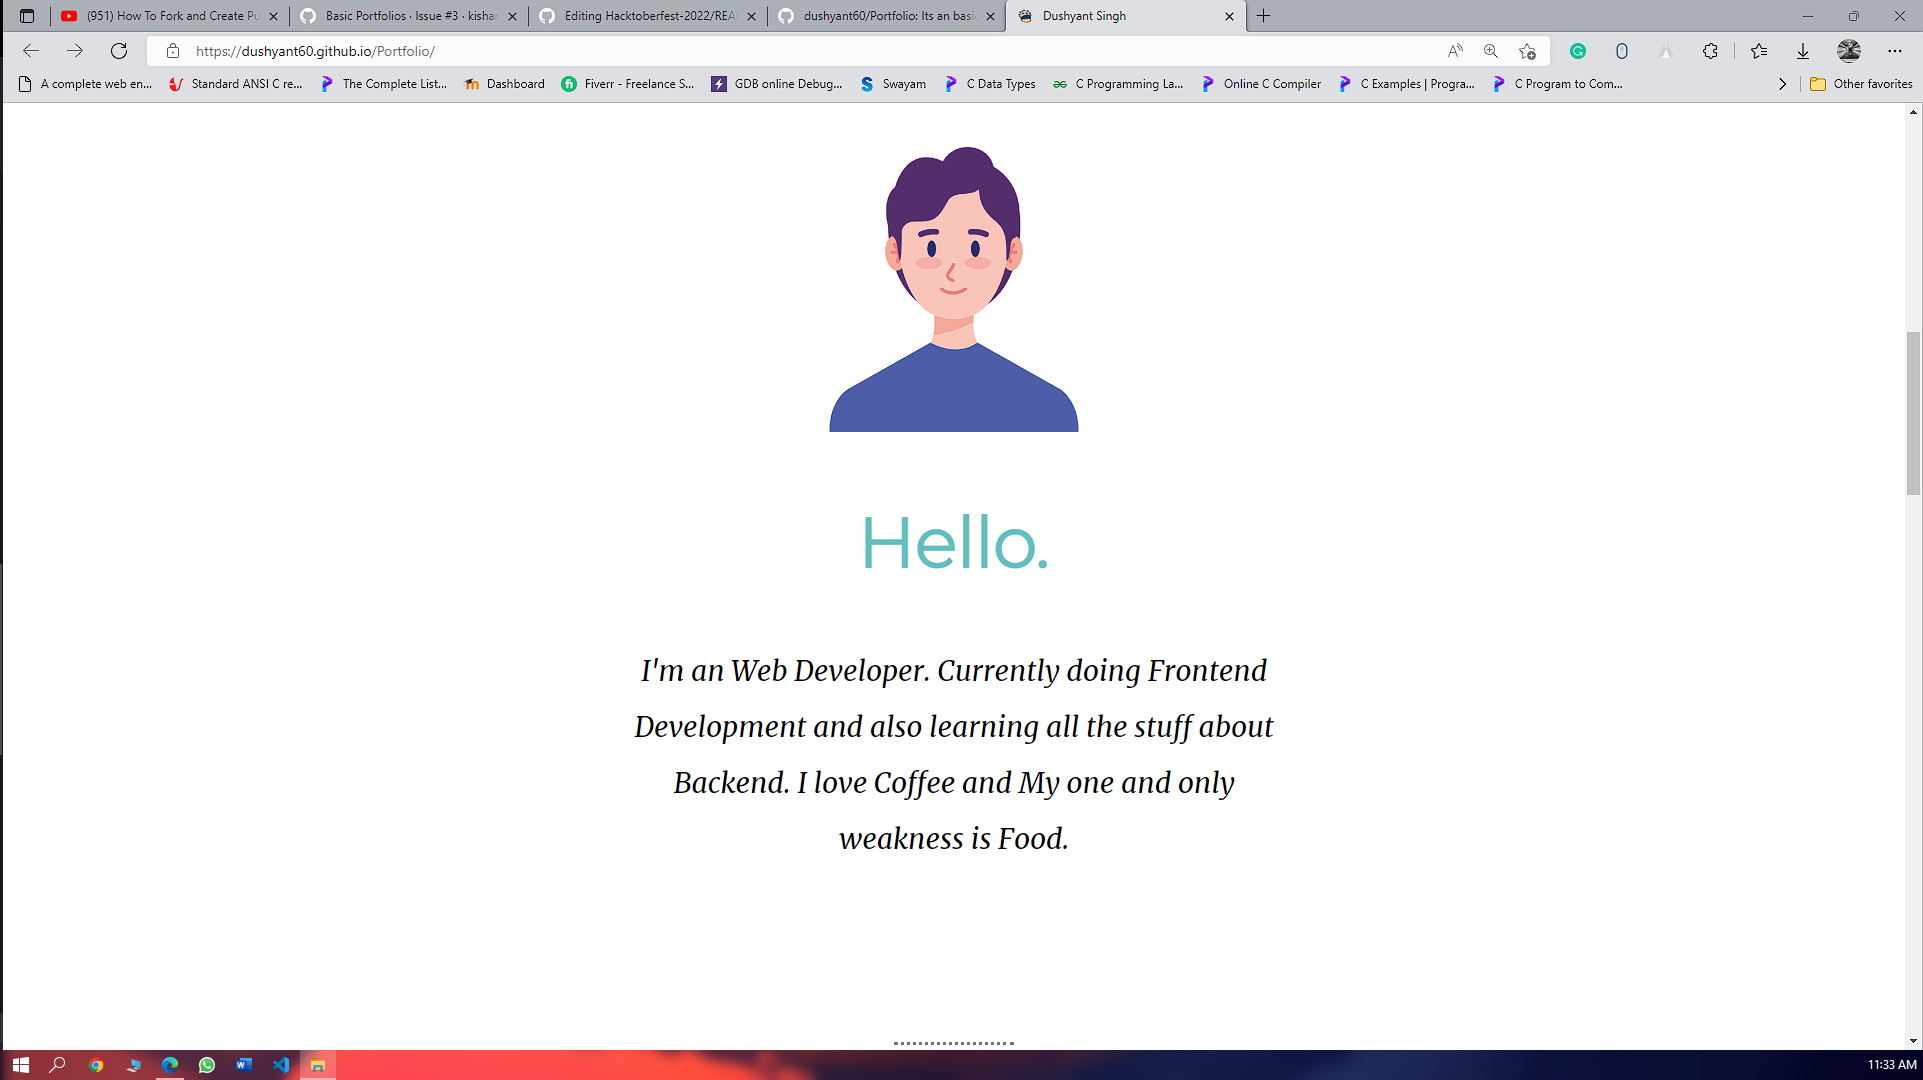 (951) How To Fork and Create Pu
Basic Portfolios · Issue #3 · kishan
Editing Hacktoberfest-2022/REA
dushyant60/Portfolio: Its an basic
Dushyant Singh
https://dushyant60.github.io/Portfolio/
A complete web en...
Standard ANSI C re...
The Complete List...
Dashboard
Fiverr - Freelance S...
GDB online Debug...
Swayam
C Data Types
C Programming La...
Online C Compiler
C Examples | Progra...
C Program to Com...
Other favorites
Hello.
I'm an Web Developer. Currently doing Frontend
Development and also learning all the stuff about
Backend. I love Coffee and My one and only
weakness is Food.
11:33 AM